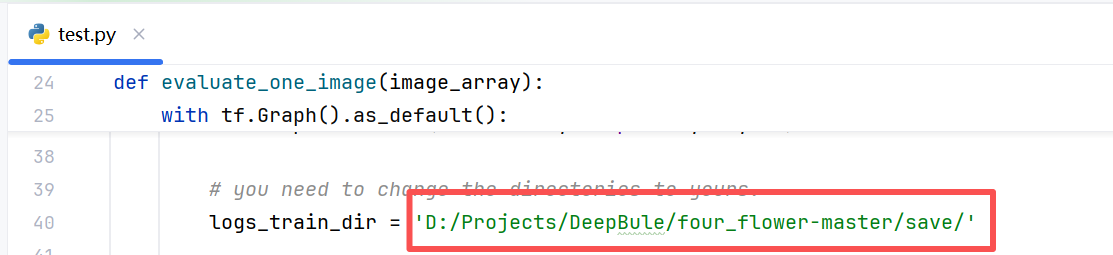 test.py ×
24 def evaluate_one_image(image_array):
25 with tf.Graph().as_default():
38
39 # you need to change the directories to yours.
40 logs_train_dir = 'D:/Projects/DeepBule/four_flower-master/save/'
41